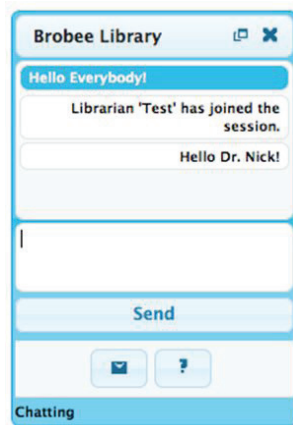 Brobee Library
Hello Everybody!
Librarian 'Test' has joined the
session.
Hello Dr. Nick!
Send
?
Chatting